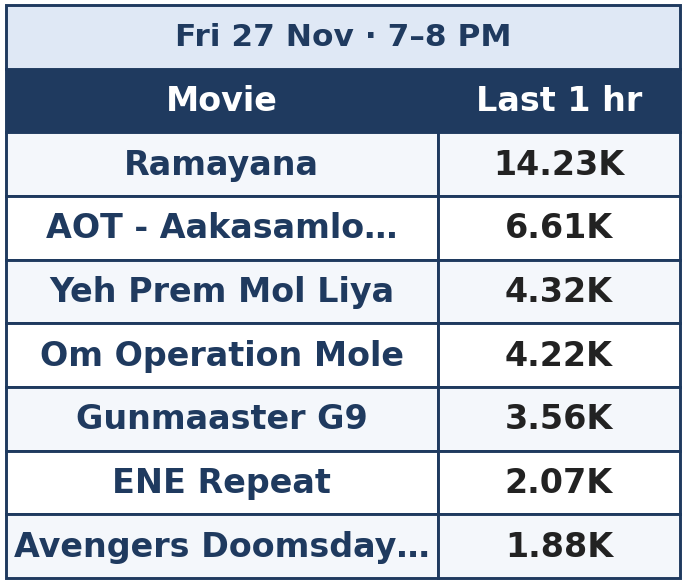 Fri 27 Nov · 7–8 PM
Movie Last 1 hr
Ramayana 14.23K
AOT - Aakasamlo... 6.61K
Yeh Prem Mol Liya 4.32K
Om Operation Mole 4.22K
Gunmaaster G9 3.56K
ENE Repeat 2.07K
Avengers Doomsday... 1.88K